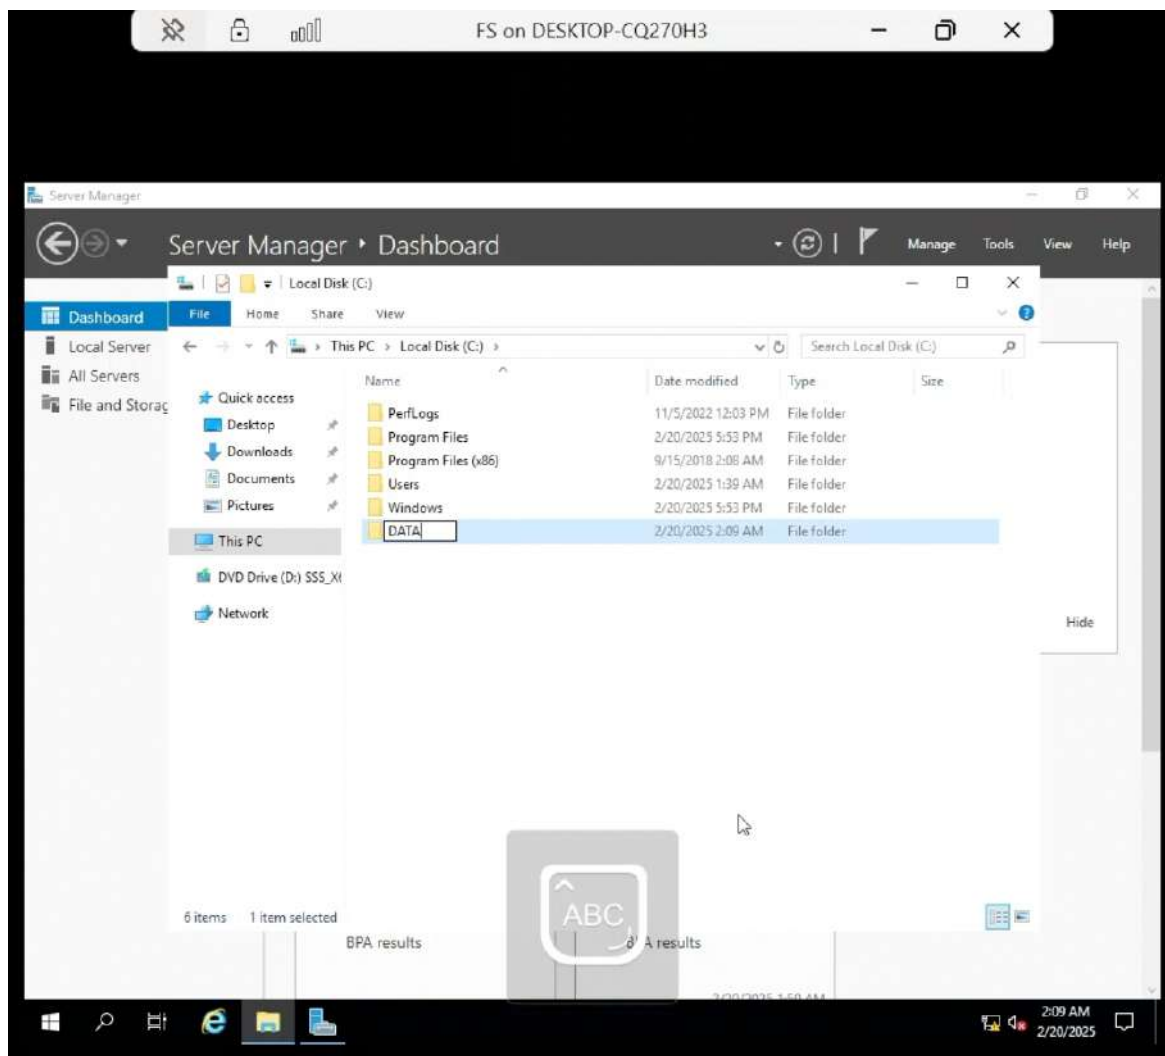 FS on DESKTOP-CQ270H3
Server Manager
Server Manager ‣ Dashboard
Manage Tools View Help
Local Disk (C:)
File Home Share View
Dashboard
Local Server
All Servers
File and Storag
This PC > Local Disk (C:) >
Search Local Disk (C:)
Name Date modified Type Size
Quick access
Desktop
Downloads
Documents
Pictures
This PC
DVD Drive (D:) SSS_X6
Network
PerfLogs 11/5/2022 12:03 PM File folder
Program Files 2/20/2025 5:53 PM File folder
Program Files (x86) 9/15/2018 2:08 AM File folder
Users 2/20/2025 1:39 AM File folder
Windows 2/20/2025 5:53 PM File folder
DATA 2/20/2025 2:09 AM File folder
Hide
6 items 1 item selected
ABC
BPA results
A results
2:09 AM
2/20/2025